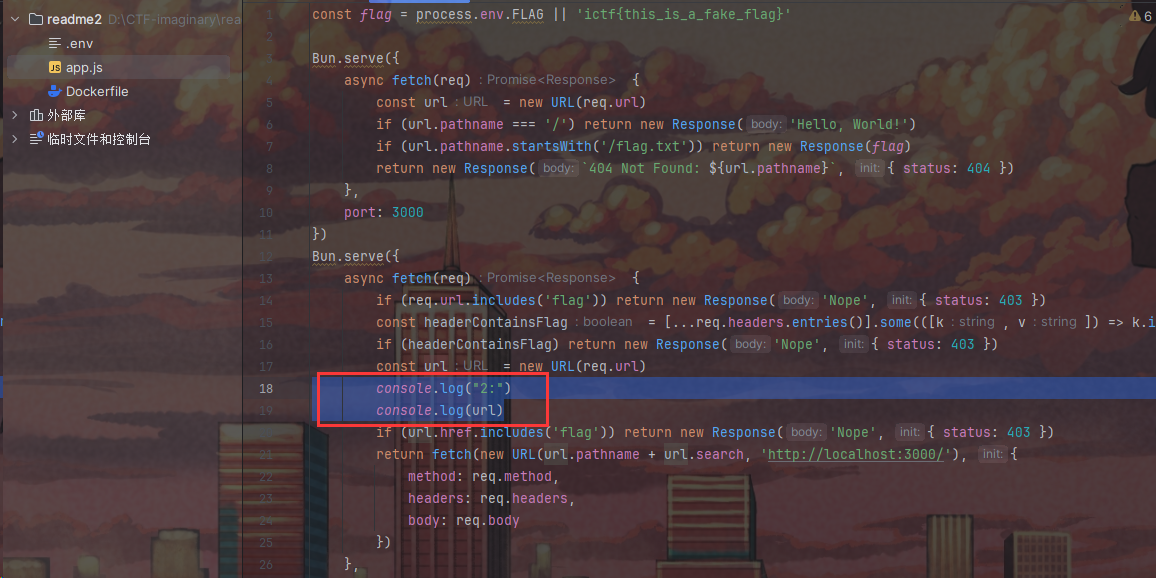 readme2 D:\CTF-imaginary\rea
.env
app.js
Dockerfile
外部库
临时文件和控制台
6
1 const flag = process.env.FLAG || 'ictf{this_is_a_fake_flag}'
2
3 Bun.serve({
4 async fetch(req) : Promise<Response> {
5 const url : URL = new URL(req.url)
6 if (url.pathname === '/') return new Response( body: 'Hello, World!')
7 if (url.pathname.startsWith('/flag.txt')) return new Response(flag)
8 return new Response( body: `404 Not Found: ${url.pathname}`, init: { status: 404 })
9 },
10 port: 3000
11 })
12 Bun.serve({
13 async fetch(req) : Promise<Response> {
14 if (req.url.includes('flag')) return new Response( body: 'Nope', init: { status: 403 })
15 const headerContainsFlag : boolean = [...req.headers.entries()].some(([k : string , v : string ]) => k.i
16 if (headerContainsFlag) return new Response( body: 'Nope', init: { status: 403 })
17 const url : URL = new URL(req.url)
18 console.log("2:")
19 console.log(url)
20 if (url.href.includes('flag')) return new Response( body: 'Nope', init: { status: 403 })
21 return fetch(new URL(url.pathname + url.search, 'http://localhost:3000/'), init: {
22 method: req.method,
23 headers: req.headers,
24 body: req.body
25 })
26 },